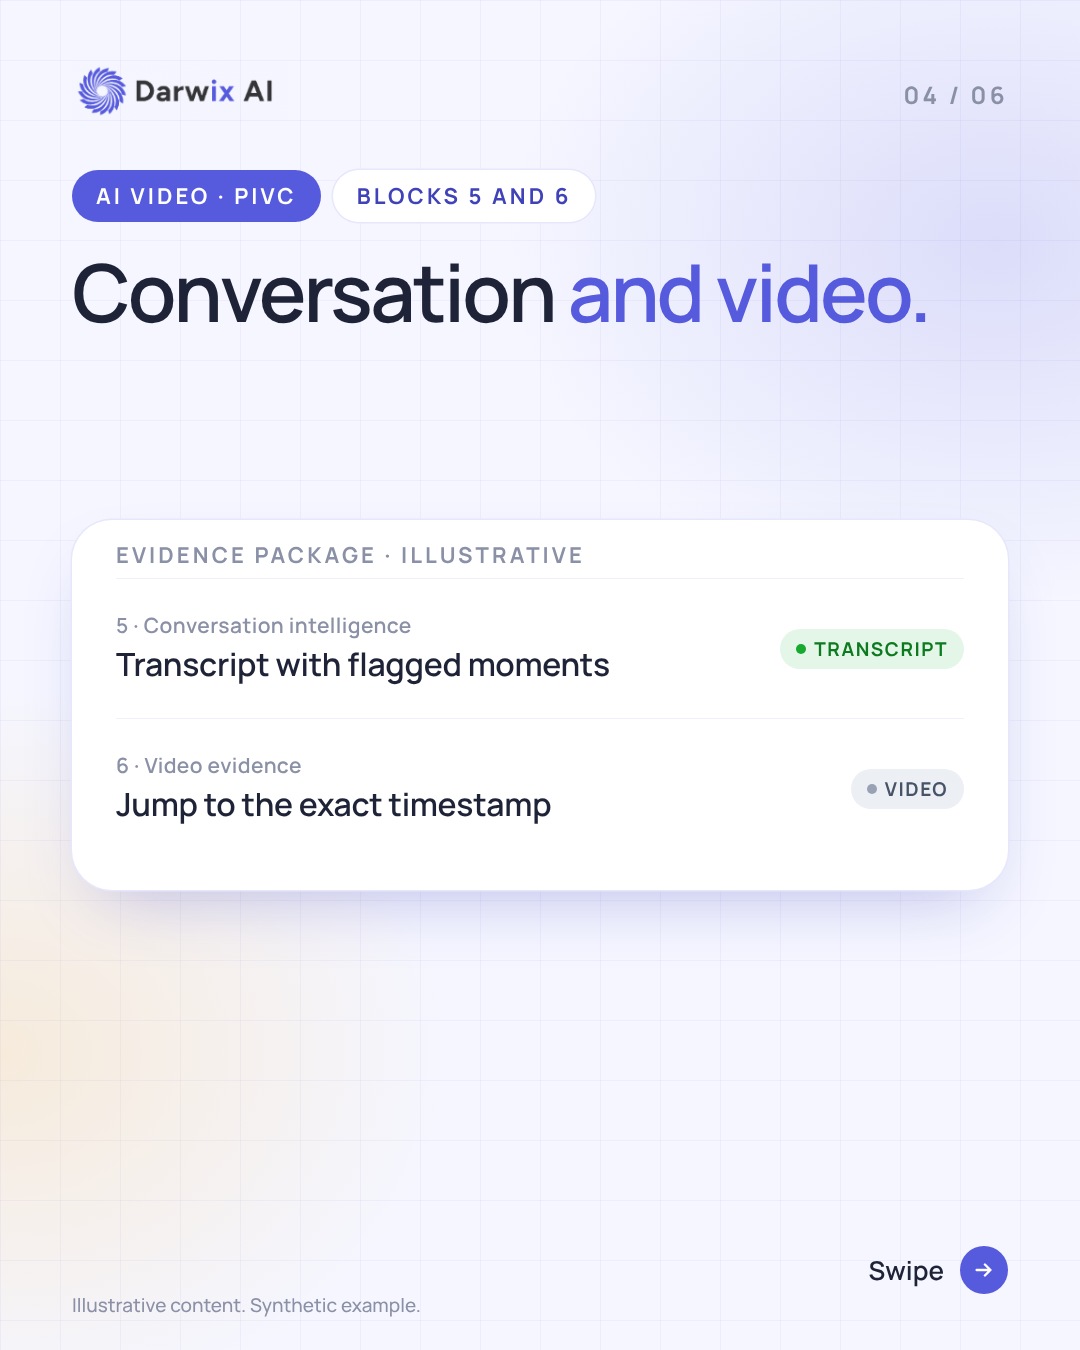 Darwix AI
04 / 06
AI VIDEO · PIVC
BLOCKS 5 AND 6
Conversation and video.
EVIDENCE PACKAGE · ILLUSTRATIVE
5 · Conversation intelligence
Transcript with flagged moments
TRANSCRIPT
6 · Video evidence
Jump to the exact timestamp
VIDEO
Swipe
Illustrative content. Synthetic example.